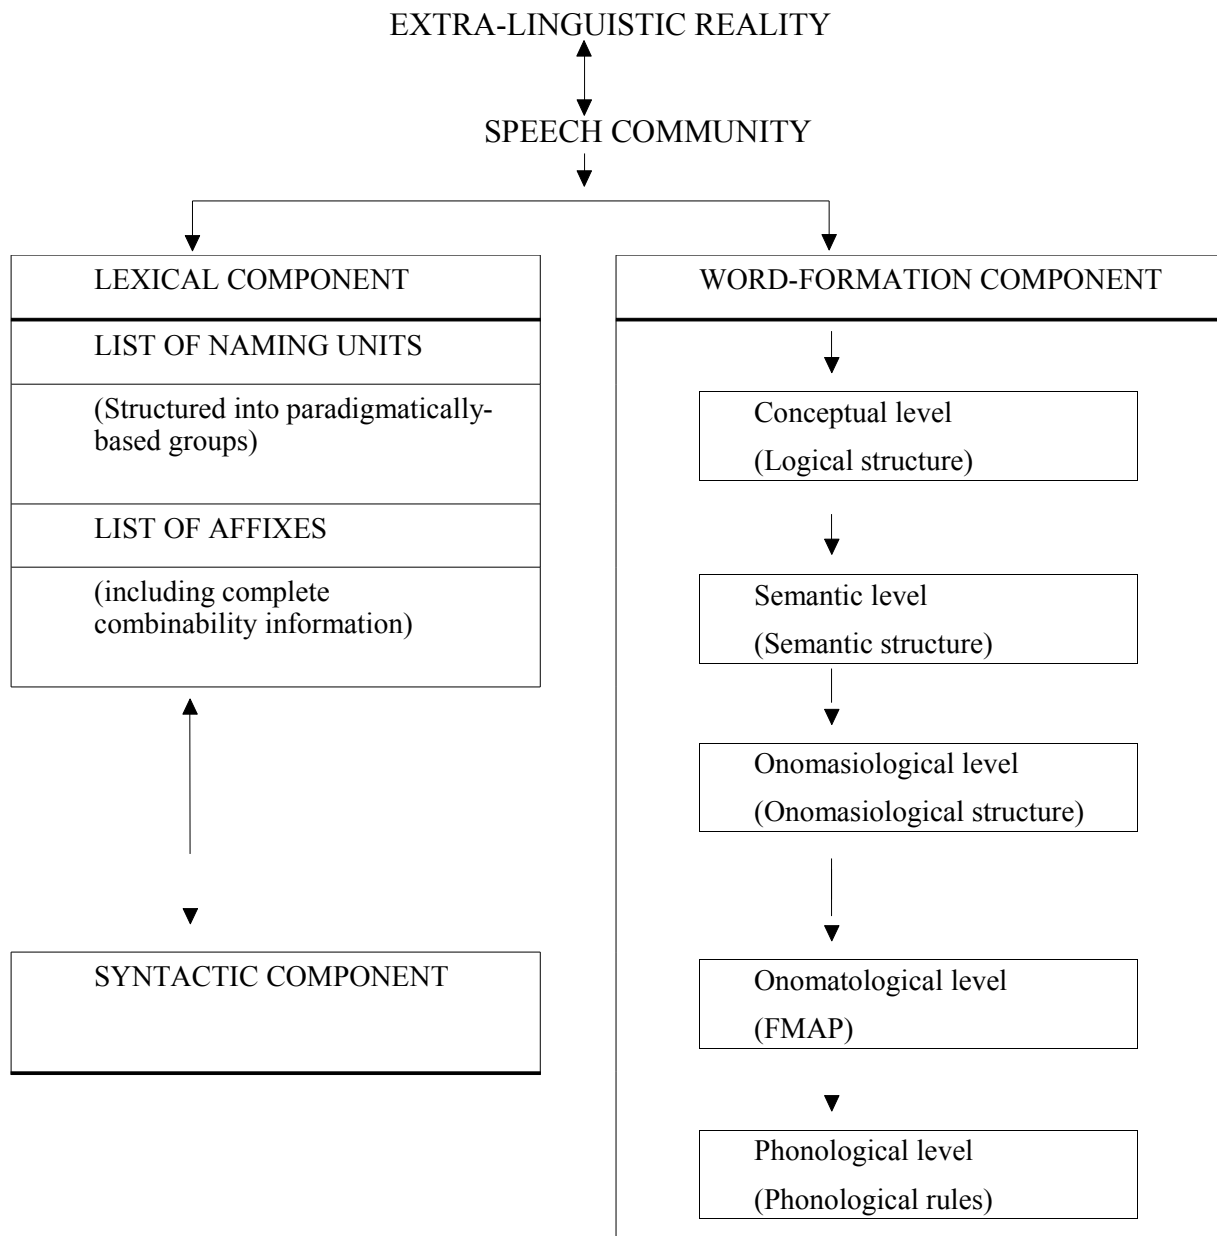 EXTRA-LINGUISTIC REALITY
SPEECH COMMUNITY
LEXICAL COMPONENT
LIST OF NAMING UNITS
(Structured into paradigmatically-
based groups)
LIST OF AFFIXES
(including complete
combinability information)
SYNTACTIC COMPONENT
WORD-FORMATION COMPONENT
Conceptual level
(Logical structure)
Semantic level
(Semantic structure)
Onomasiological level
(Onomasiological structure)
Onomatological level
(FMAP)
Phonological level
(Phonological rules)